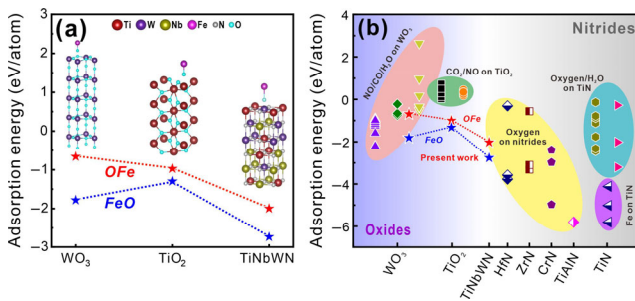 (a)
Ti W Nb Fe N O
Adsorption energy (eV/atom)
3
2
1
0
−1
−2
−3
OFe
FeO
WO3
TiO2
TiNbWN
(b)
Nitrides
Adsorption energy (eV/atom)
4
2
0
−2
−4
−6
NO/CO/H2O on WO3
CO2/NO on TiO2
Oxygen/H2O
on TiN
OFe
FeO
Present work
Oxygen
on nitrides
Fe on TiN
Oxides
WO3
TiO2
TiNbWN
HfN
ZrN
CrN
TiAlN
TiN